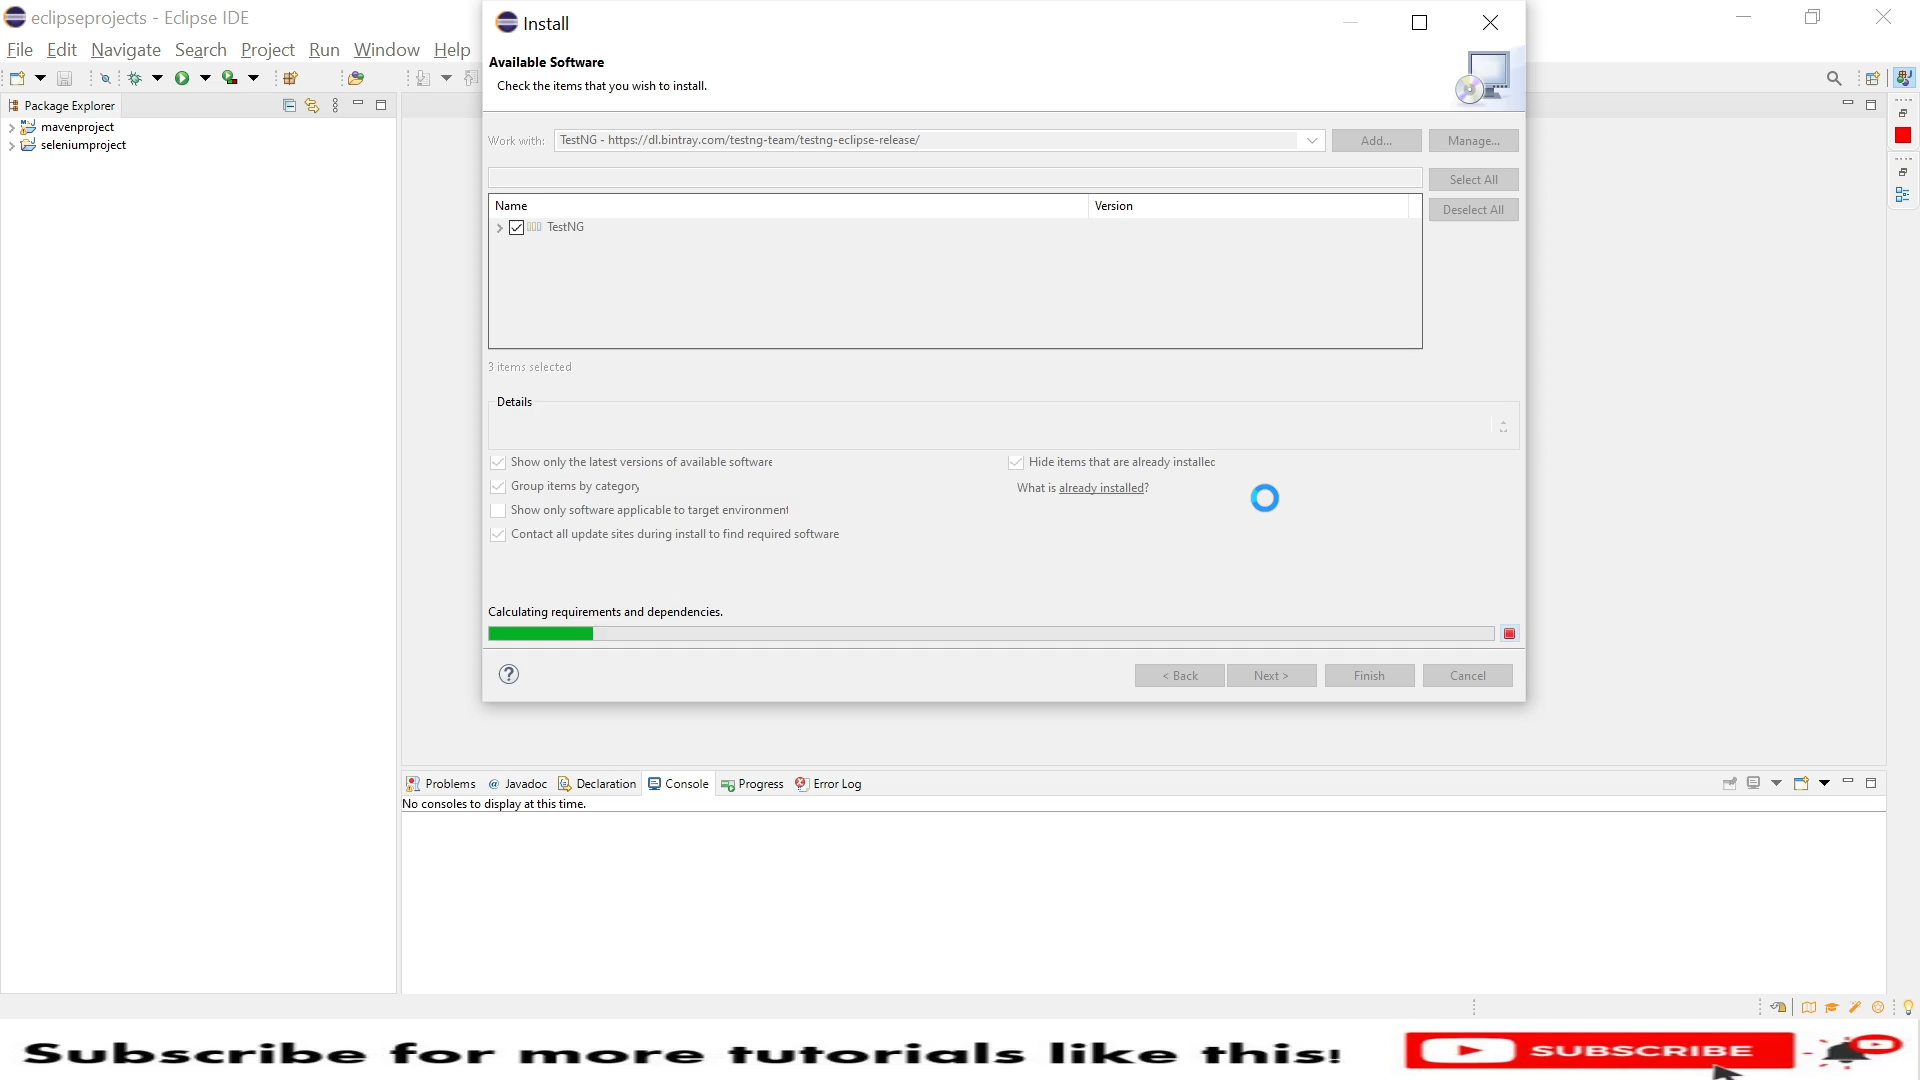 eclipseprojects - Eclipse IDE
File Edit Navigate Search Project Run Window Help
Package Explorer
mavenproject
seleniumproject
Install
Available Software
Check the items that you wish to install.
Work with: TestNG - https://dl.bintray.com/testng-team/testng-eclipse-release/ Add... Manage...
Select All
Deselect All
Name Version
TestNG
3 items selected
Details
Show only the latest versions of available software
Hide items that are already installec
Group items by category
What is already installed?
Show only software applicable to target environment
Contact all update sites during install to find required software
Calculating requirements and dependencies.
< Back Next > Finish Cancel
Problems @ Javadoc Declaration Console Progress Error Log
No consoles to display at this time.
Subscribe for more tutorials like this! SUBSCRIBE